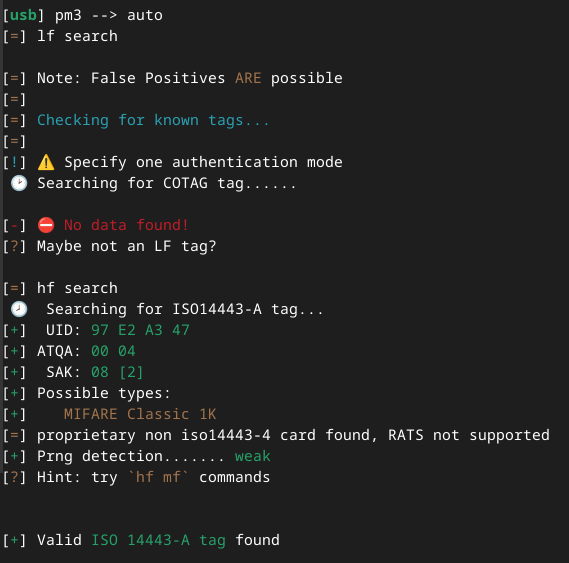 [usb] pm3 --> auto
[=] lf search
[=] Note: False Positives ARE possible
[=]
[=] Checking for known tags...
[=]
[!] ⚠️ Specify one authentication mode
🕑 Searching for COTAG tag......
[-] ⛔ No data found!
[?] Maybe not an LF tag?
[=] hf search
🕗 Searching for ISO14443-A tag...
[+]  UID: 97 E2 A3 47
[+] ATQA: 00 04
[+]  SAK: 08 [2]
[+] Possible types:
[+]    MIFARE Classic 1K
[=] proprietary non iso14443-4 card found, RATS not supported
[+] Prng detection....... weak
[?] Hint: try `hf mf` commands
[+] Valid ISO 14443-A tag found